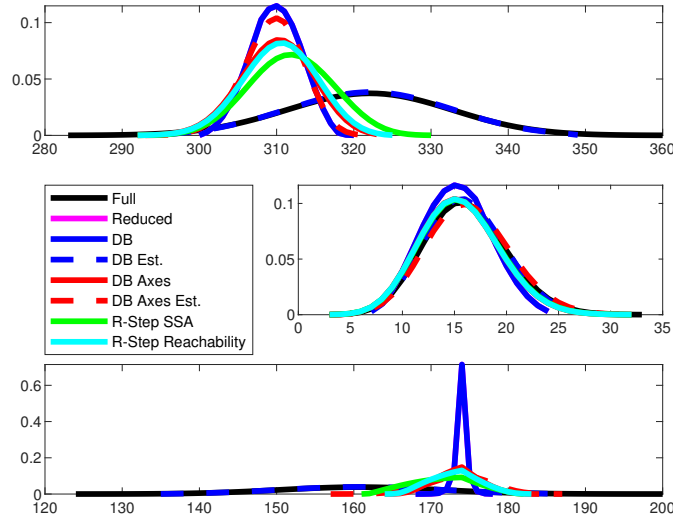 0.1
0.05
0
280 290 300 310 320 330 340 350 360
Full
Reduced
DB
DB Est.
DB Axes
DB Axes Est.
R-Step SSA
R-Step Reachability
0.1
0.05
0
0 5 10 15 20 25 30 35
0.6
0.4
0.2
0
120 130 140 150 160 170 180 190 200